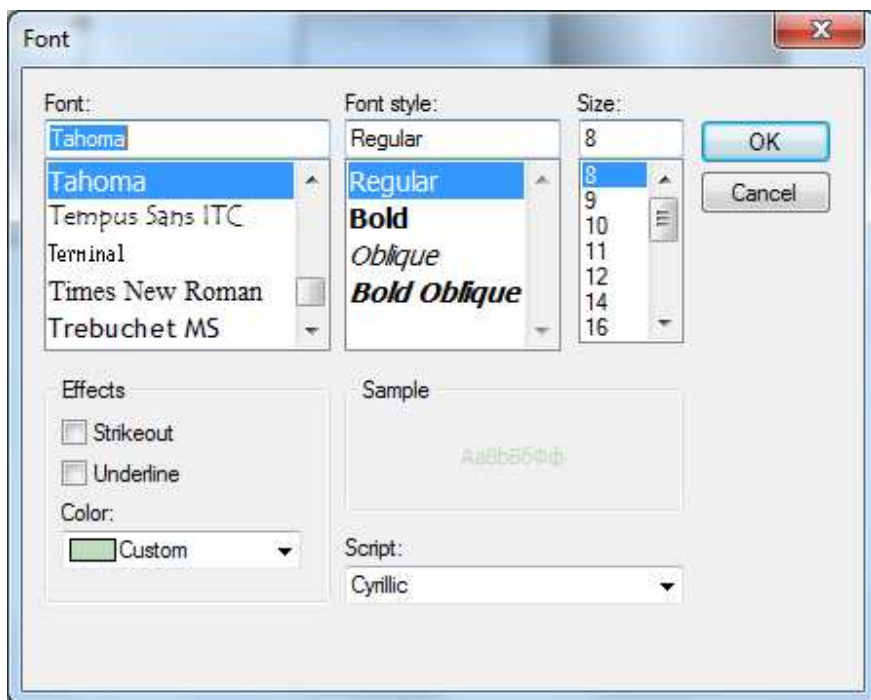 Font
Font:
Tahoma
Tahoma
Tempus Sans ITC
Terminal
Times New Roman
Trebuchet MS
Font style:
Regular
Regular
Bold
Oblique
Bold Oblique
Size:
8
8
9
10
11
12
14
16
OK
Cancel
Effects
Strikeout
Underline
Color:
Custom
Sample
AaBbБбФф
Script:
Cyrillic